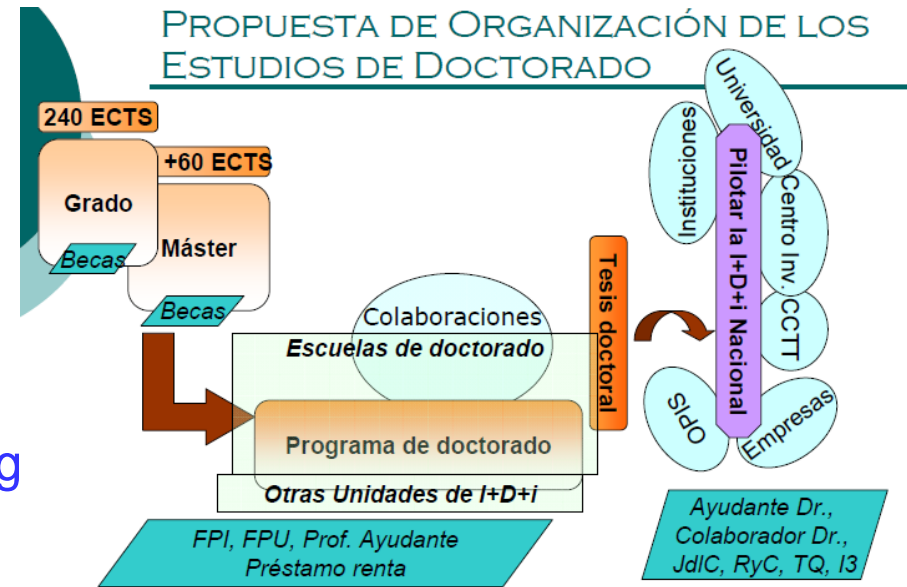 PROPUESTA DE ORGANIZACIÓN DE LOS
ESTUDIOS DE DOCTORADO
240 ECTS
+60 ECTS
Grado
Becas
Máster
Becas
Colaboraciones
Escuelas de doctorado
Programa de doctorado
Otras Unidades de I+D+i
FPI, FPU, Prof. Ayudante
Préstamo renta
Tesis doctoral
Instituciones
Universidad
Pilotar la I+D+i Nacional
Centro Inv.
CCTT
OPIS
Empresas
Ayudante Dr.,
Colaborador Dr.,
JdlC, RyC, TQ, I3
g